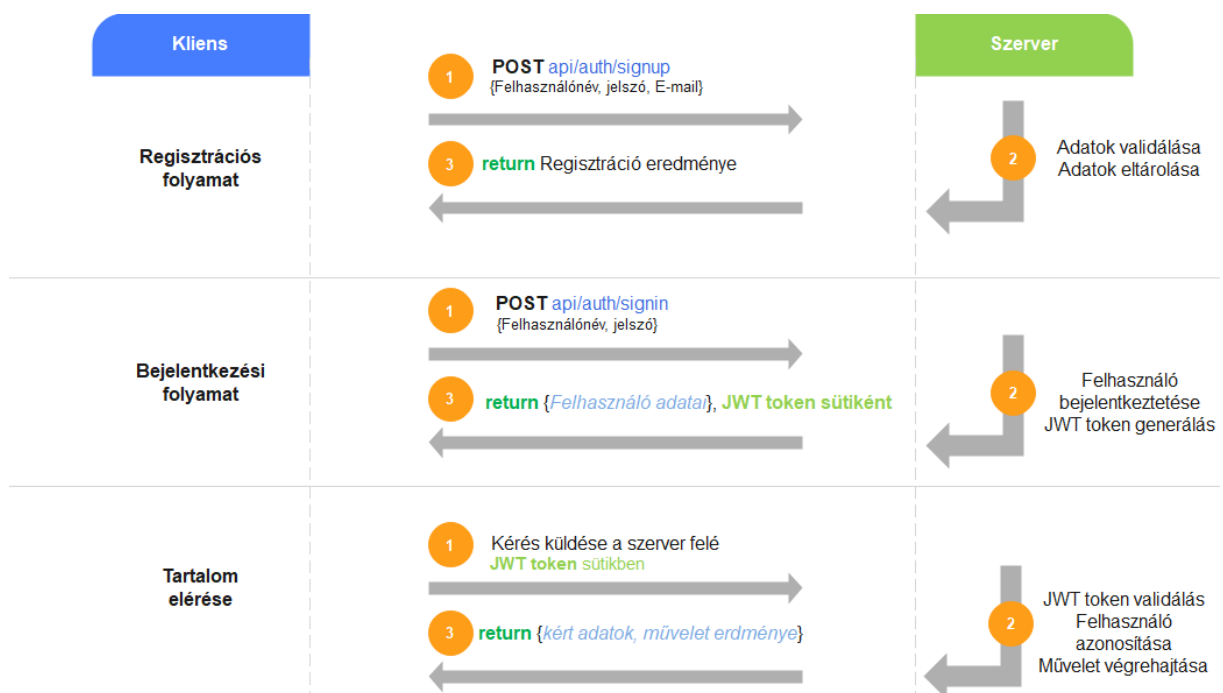 Kliens
Szerver
1
POST api/auth/signup
{Felhasználónév, jelszó, E-mail}
Regisztrációs
folyamat
3
return Regisztráció eredménye
2
Adatok validálása
Adatok eltárolása
1
POST api/auth/signin
{Felhasználónév, jelszó}
Bejelentkezési
folyamat
3
return {Felhasználó adatai}, JWT token sütiként
2
Felhasználó
bejelentkeztetése
JWT token generálás
1
Kérés küldése a szerver felé
JWT token sütikben
Tartalom
elérése
3
return {kért adatok, művelet erdménye}
2
JWT token validálás
Felhasználó
azonosítása
Művelet végrehajtása